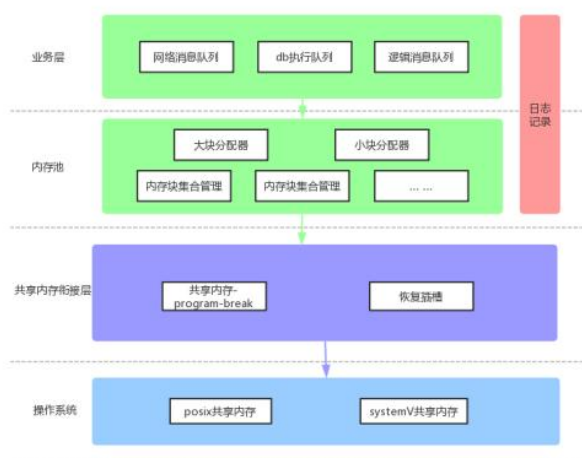 业务层
网络消息队列
db执行队列
逻辑消息队列
日志
记录
内存池
大块分配器
小块分配器
内存块集合管理
内存块集合管理
... ...
共享内存衔接层
共享内存-
program-break
恢复插槽
操作系统
posix共享内存
systemV共享内存